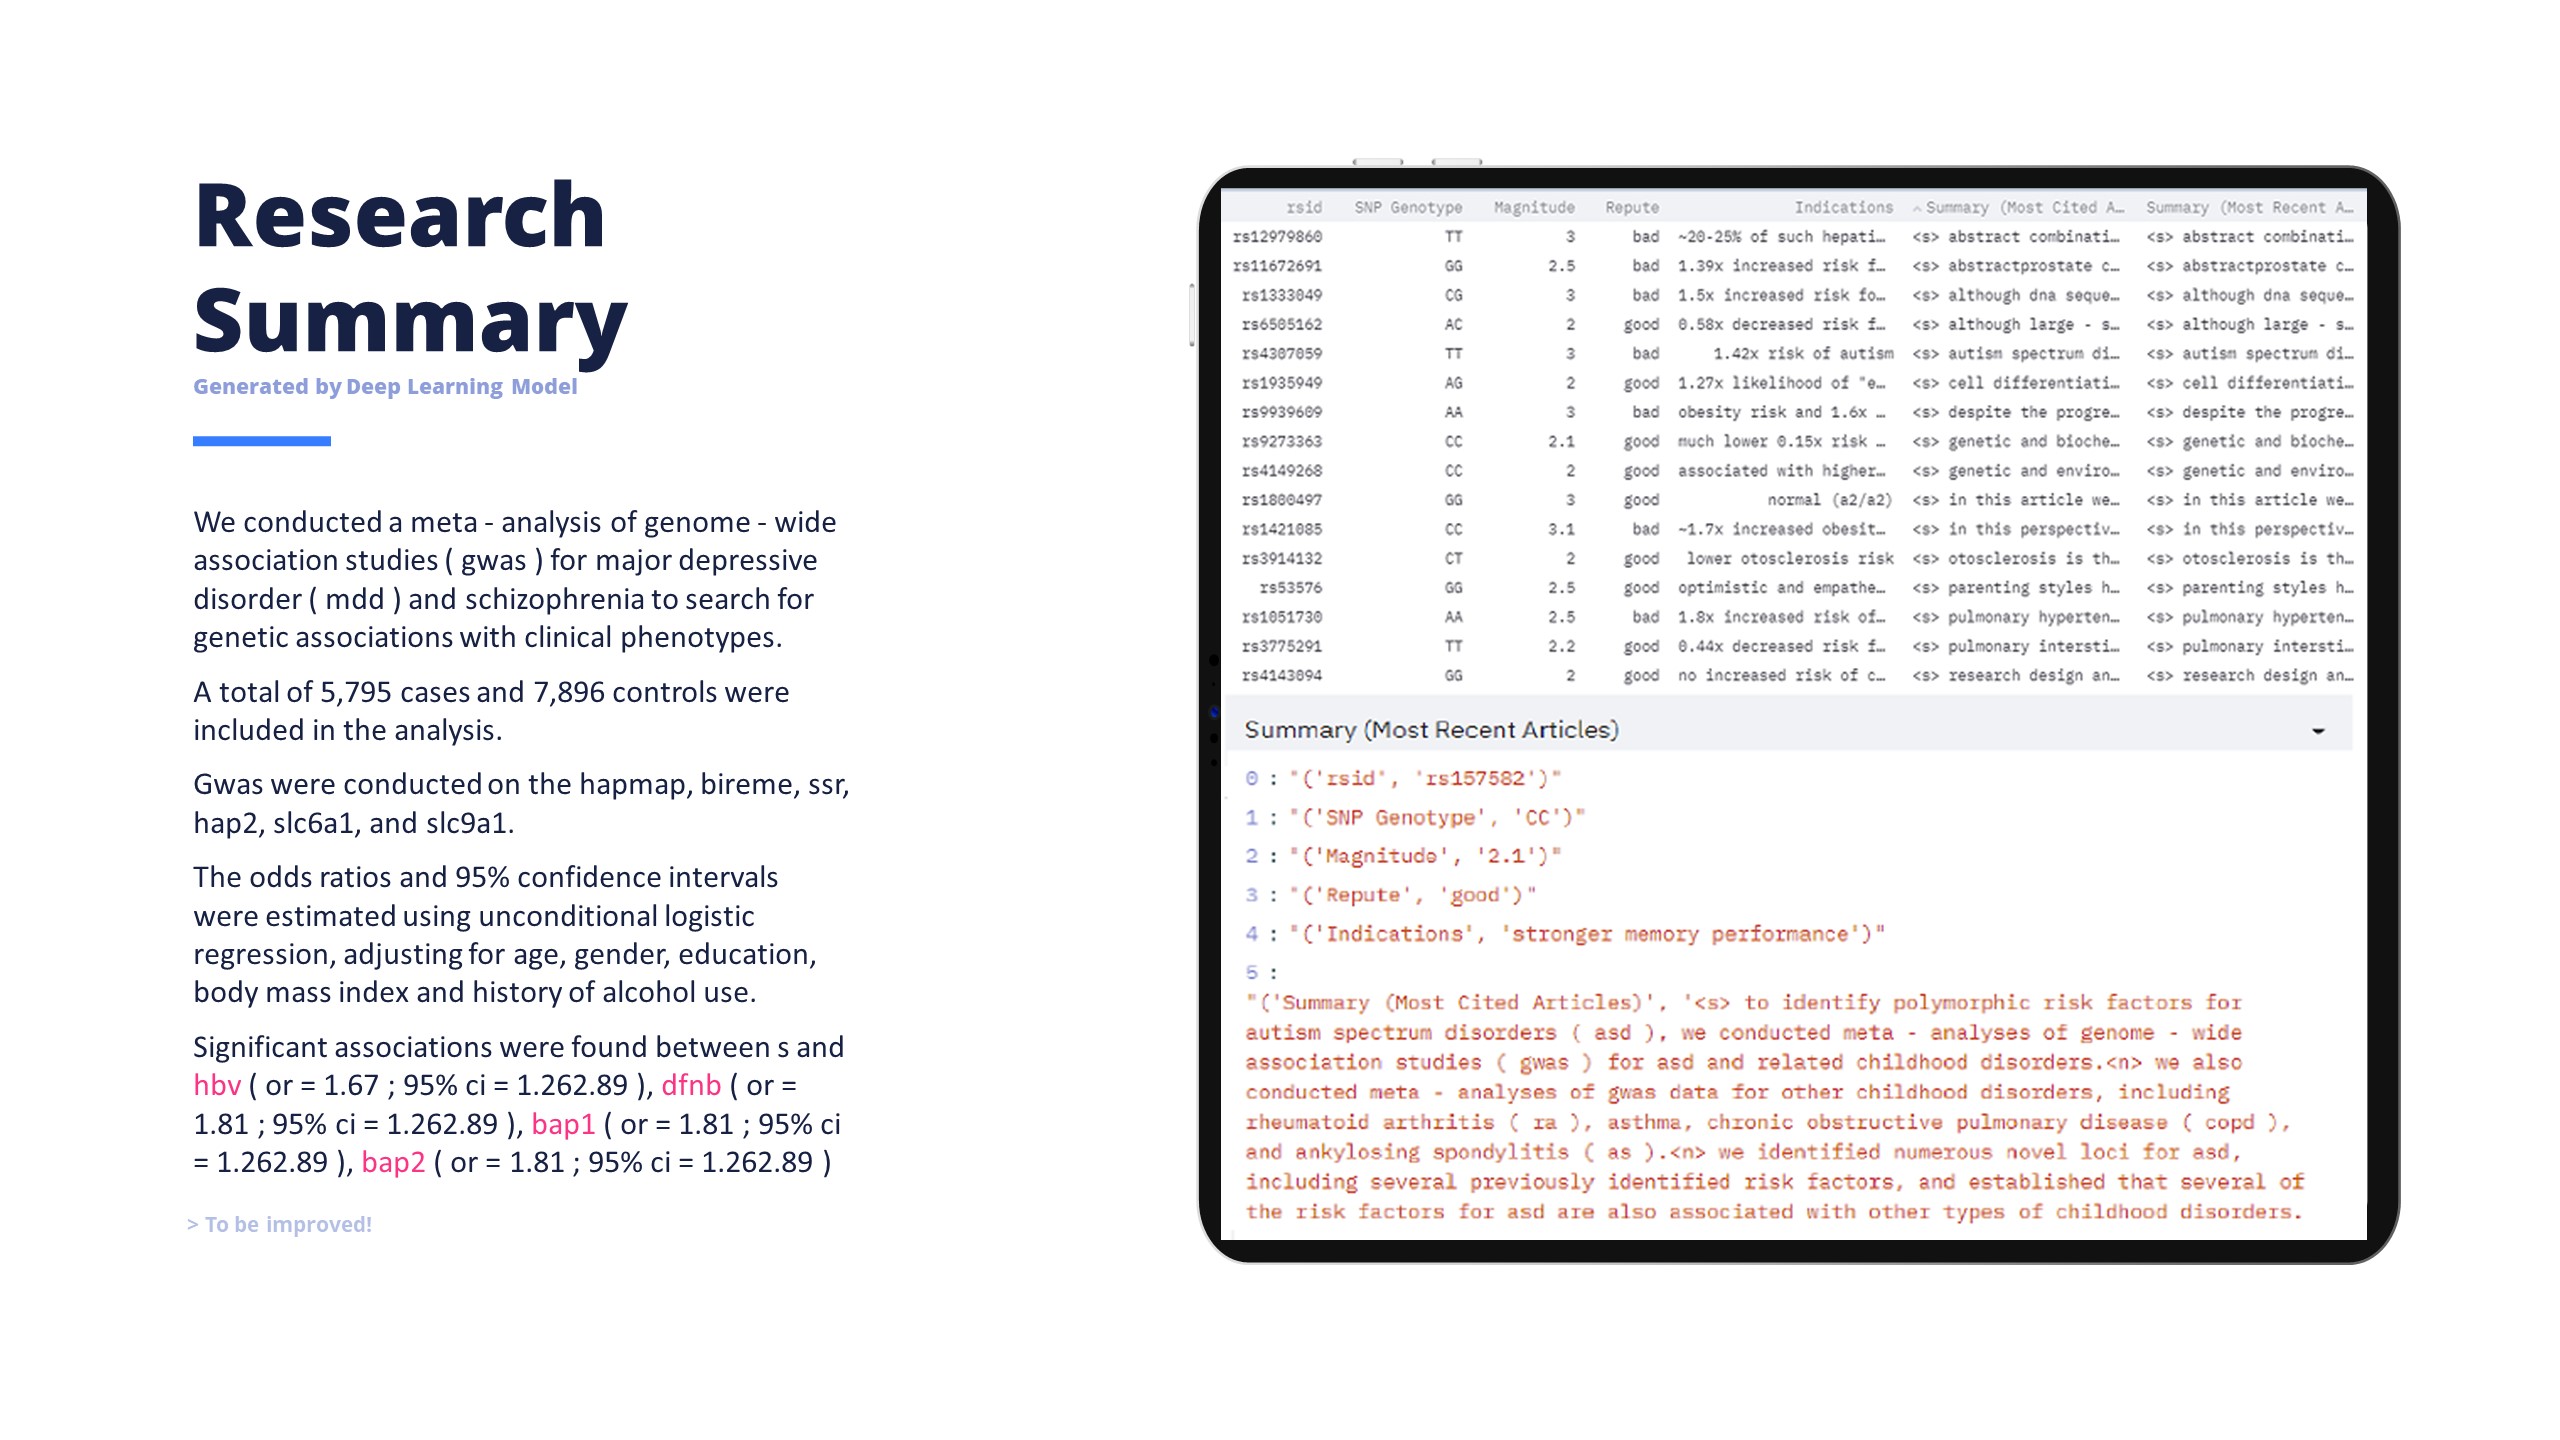 Research
Summary
Generated by Deep Learning Model
We conducted a meta - analysis of genome - wide
association studies ( gwas ) for major depressive
disorder ( mdd ) and schizophrenia to search for
genetic associations with clinical phenotypes.
A total of 5,795 cases and 7,896 controls were
included in the analysis.
Gwas were conducted on the hapmap, bireme, ssr,
hap2, slc6a1, and slc9a1.
The odds ratios and 95% confidence intervals
were estimated using unconditional logistic
regression, adjusting for age, gender, education,
body mass index and history of alcohol use.
Significant associations were found between s and
hbv ( or = 1.67 ; 95% ci = 1.262.89 ), dfnb ( or =
1.81 ; 95% ci = 1.262.89 ), bap1 ( or = 1.81 ; 95% ci
= 1.262.89 ), bap2 ( or = 1.81 ; 95% ci = 1.262.89 )
> To be improved!
rsid SNP Genotype Magnitude Repute Indications ^ Summary (Most Cited A… Summary (Most Recent A…
rs12979860 TT 3 bad ~20-25% of such hepati… <s> abstract combinati… <s> abstract combinati…
rs11672691 GG 2.5 bad 1.39x increased risk f… <s> abstractprostate c… <s> abstractprostate c…
rs1333049 CG 3 bad 1.5x increased risk fo… <s> although dna seque… <s> although dna seque…
rs6505162 AC 2 good 0.58x decreased risk f… <s> although large - s… <s> although large - s…
rs4307059 TT 3 bad 1.42x risk of autism <s> autism spectrum di… <s> autism spectrum di…
rs1935949 AG 2 good 1.27x likelihood of "e… <s> cell differentiati… <s> cell differentiati…
rs9939609 AA 3 bad obesity risk and 1.6x … <s> despite the progre… <s> despite the progre…
rs9273363 CC 2.1 good much lower 0.15x risk … <s> genetic and bioche… <s> genetic and bioche…
rs4149268 CC 2 good associated with higher… <s> genetic and enviro… <s> genetic and enviro…
rs1800497 GG 3 good normal (a2/a2) <s> in this article we… <s> in this article we…
rs1421085 CC 3.1 bad ~1.7x increased obesit… <s> in this perspectiv… <s> in this perspectiv…
rs3914132 CT 2 good lower otosclerosis risk <s> otosclerosis is th… <s> otosclerosis is th…
rs53576 GG 2.5 good optimistic and empathe… <s> parenting styles h… <s> parenting styles h…
rs1051730 AA 2.5 bad 1.8x increased risk of… <s> pulmonary hyperten… <s> pulmonary hyperten…
rs3775291 TT 2.2 good 0.44x decreased risk f… <s> pulmonary intersti… <s> pulmonary intersti…
rs4143094 GG 2 good no increased risk of c… <s> research design an… <s> research design an…
Summary (Most Recent Articles)
0 : "('rsid', 'rs157582')"
1 : "('SNP Genotype', 'CC')"
2 : "('Magnitude', '2.1')"
3 : "('Repute', 'good')"
4 : "('Indications', 'stronger memory performance')"
5 :
"('Summary (Most Cited Articles)', '<s> to identify polymorphic risk factors for
autism spectrum disorders ( asd ), we conducted meta - analyses of genome - wide
association studies ( gwas ) for asd and related childhood disorders.<n> we also
conducted meta - analyses of gwas data for other childhood disorders, including
rheumatoid arthritis ( ra ), asthma, chronic obstructive pulmonary disease ( copd ),
and ankylosing spondylitis ( as ).<n> we identified numerous novel loci for asd,
including several previously identified risk factors, and established that several of
the risk factors for asd are also associated with other types of childhood disorders.